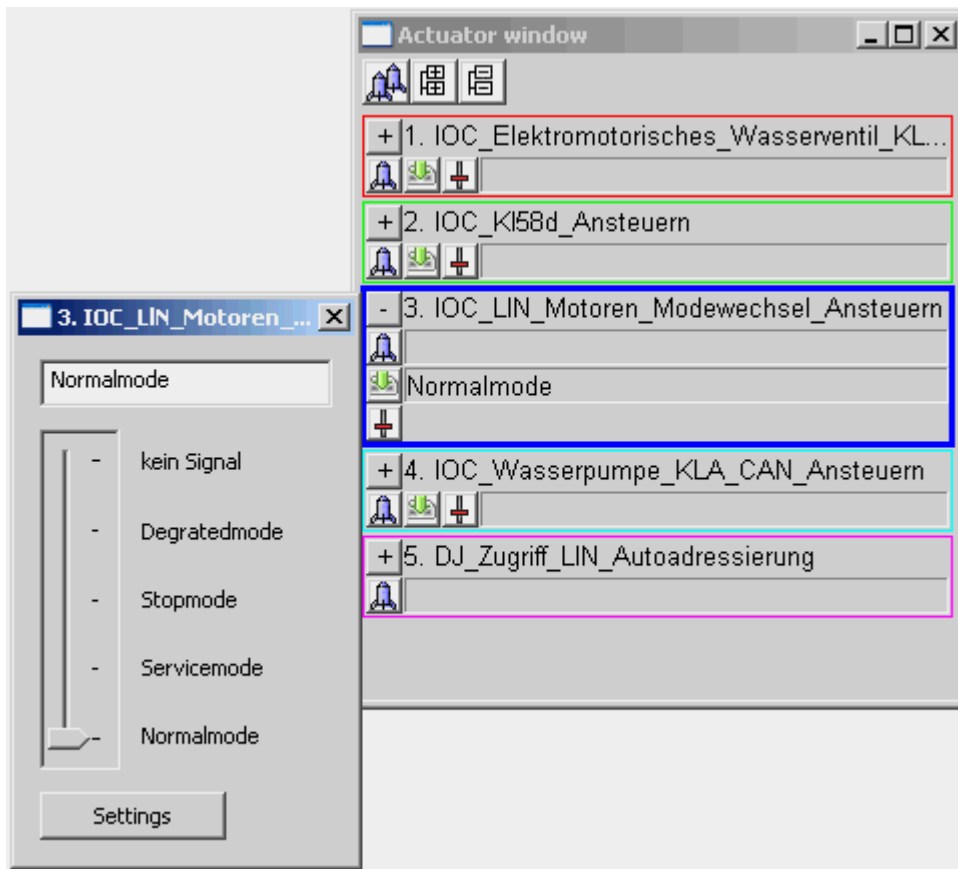 Actuator window
+ 1. IOC_Elektromotorisches_Wasserventil_KL...
+ 2. IOC_Kl58d_Ansteuern
- 3. IOC_LIN_Motoren_Modewechsel_Ansteuern
Normalmode
+ 4. IOC_Wasserpumpe_KLA_CAN_Ansteuern
+ 5. DJ_Zugriff_LIN_Autoadressierung
3. IOC_LIN_Motoren_...
Normalmode
- kein Signal
- Degratedmode
- Stopmode
- Servicemode
- Normalmode
Settings